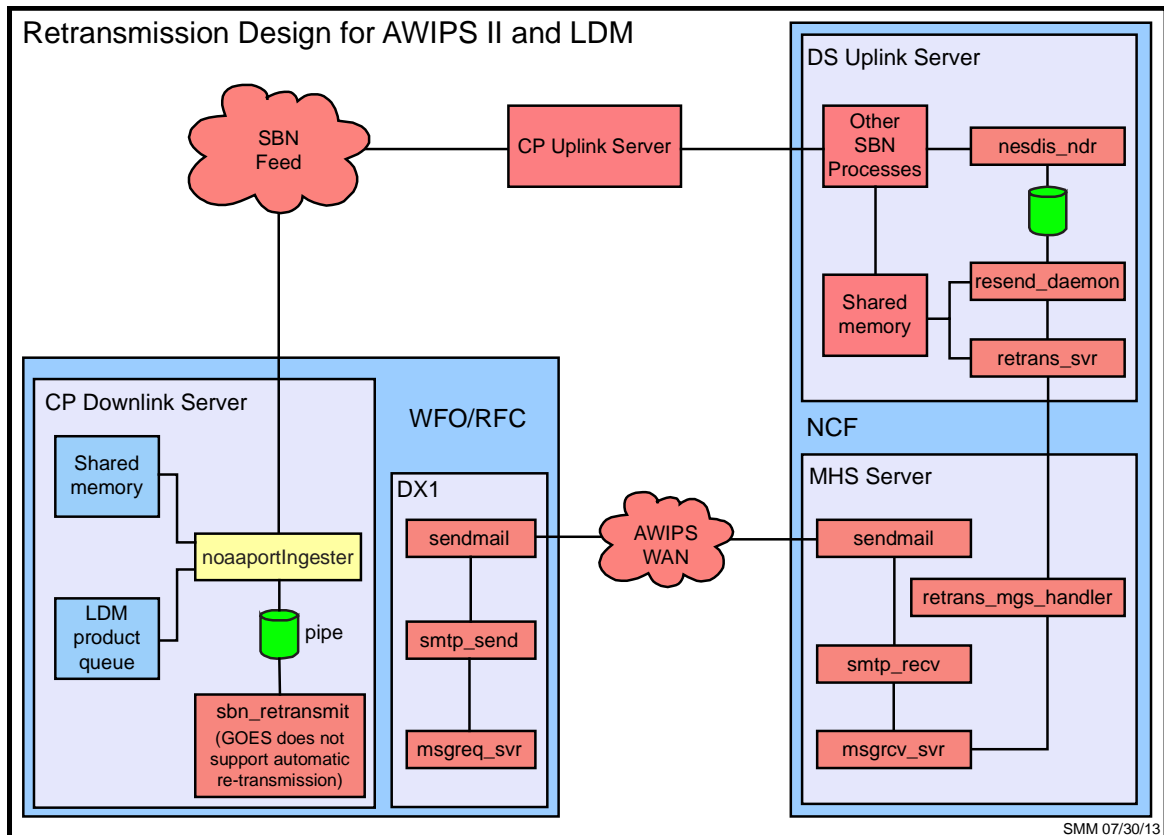 Retransmission Design for AWIPS II and LDM
SBN
Feed
CP Uplink Server
DS Uplink Server
Other
SBN
Processes
nesdis_ndr
Shared
memory
resend_daemon
retrans_svr
NCF
WFO/RFC
CP Downlink Server
Shared
memory
noaaportIngester
LDM
product
queue
pipe
sbn_retransmit
(GOES does not
support automatic
re-transmission)
DX1
sendmail
smtp_send
msgreq_svr
AWIPS
WAN
MHS Server
sendmail
retrans_mgs_handler
smtp_recv
msgrcv_svr
SMM 07/30/13